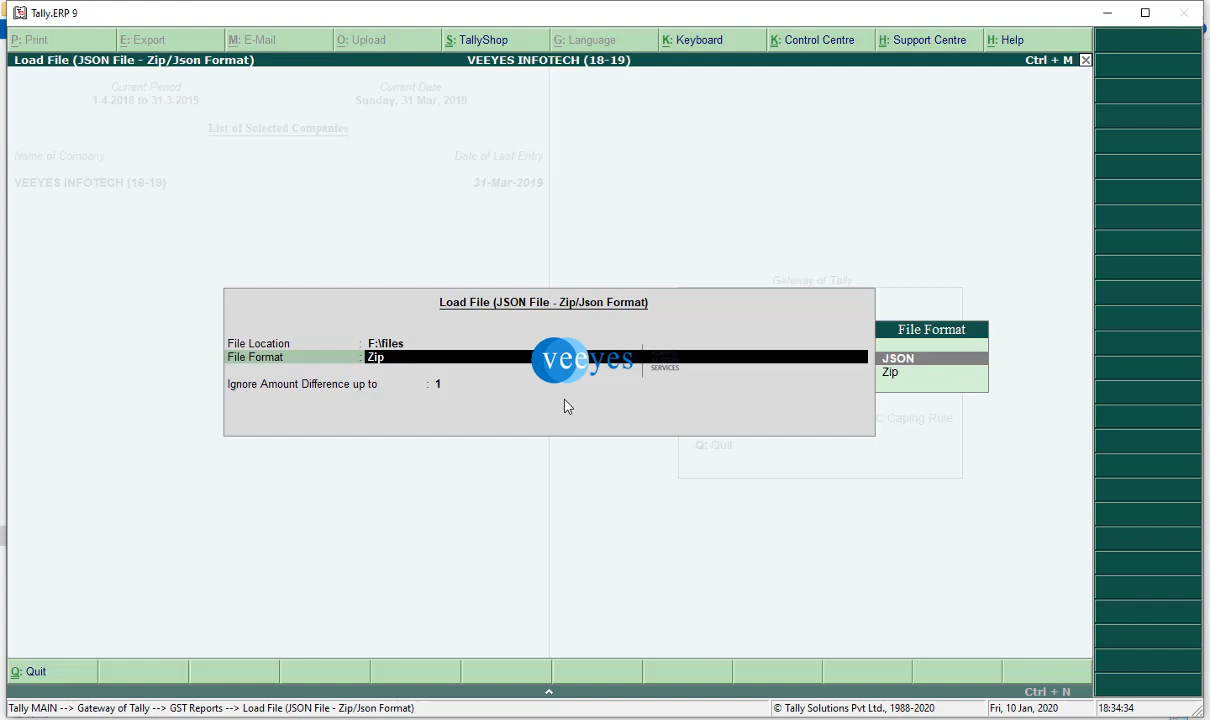 Tally.ERP 9
P: Print E: Export M: E-Mail O: Upload S: TallyShop G: Language K: Keyboard K: Control Centre H: Support Centre H: Help
Load File (JSON File - Zip/Json Format) VEEYES INFOTECH (18-19) Ctrl + M
Current Period Current Date
1-4-2018 to 31-3-2019 Sunday, 31 Mar, 2019
List of Selected Companies
Name of Company Date of Last Entry
VEEYES INFOTECH (18-19) 31-Mar-2019
Gateway of Tally ...
Load File (JSON File - Zip/Json Format)
File Location : F:\files
File Format : Zip
Ignore Amount Difference up to : 1
veeyes
SERVICES
File Format
JSON
Zip
C Caping Rule
Q: Quit
Q: Quit
Ctrl + N
Tally MAIN --> Gateway of Tally --> GST Reports --> Load File (JSON File - Zip/Json Format) © Tally Solutions Pvt Ltd., 1988-2020 Fri, 10 Jan, 2020 18:34:34